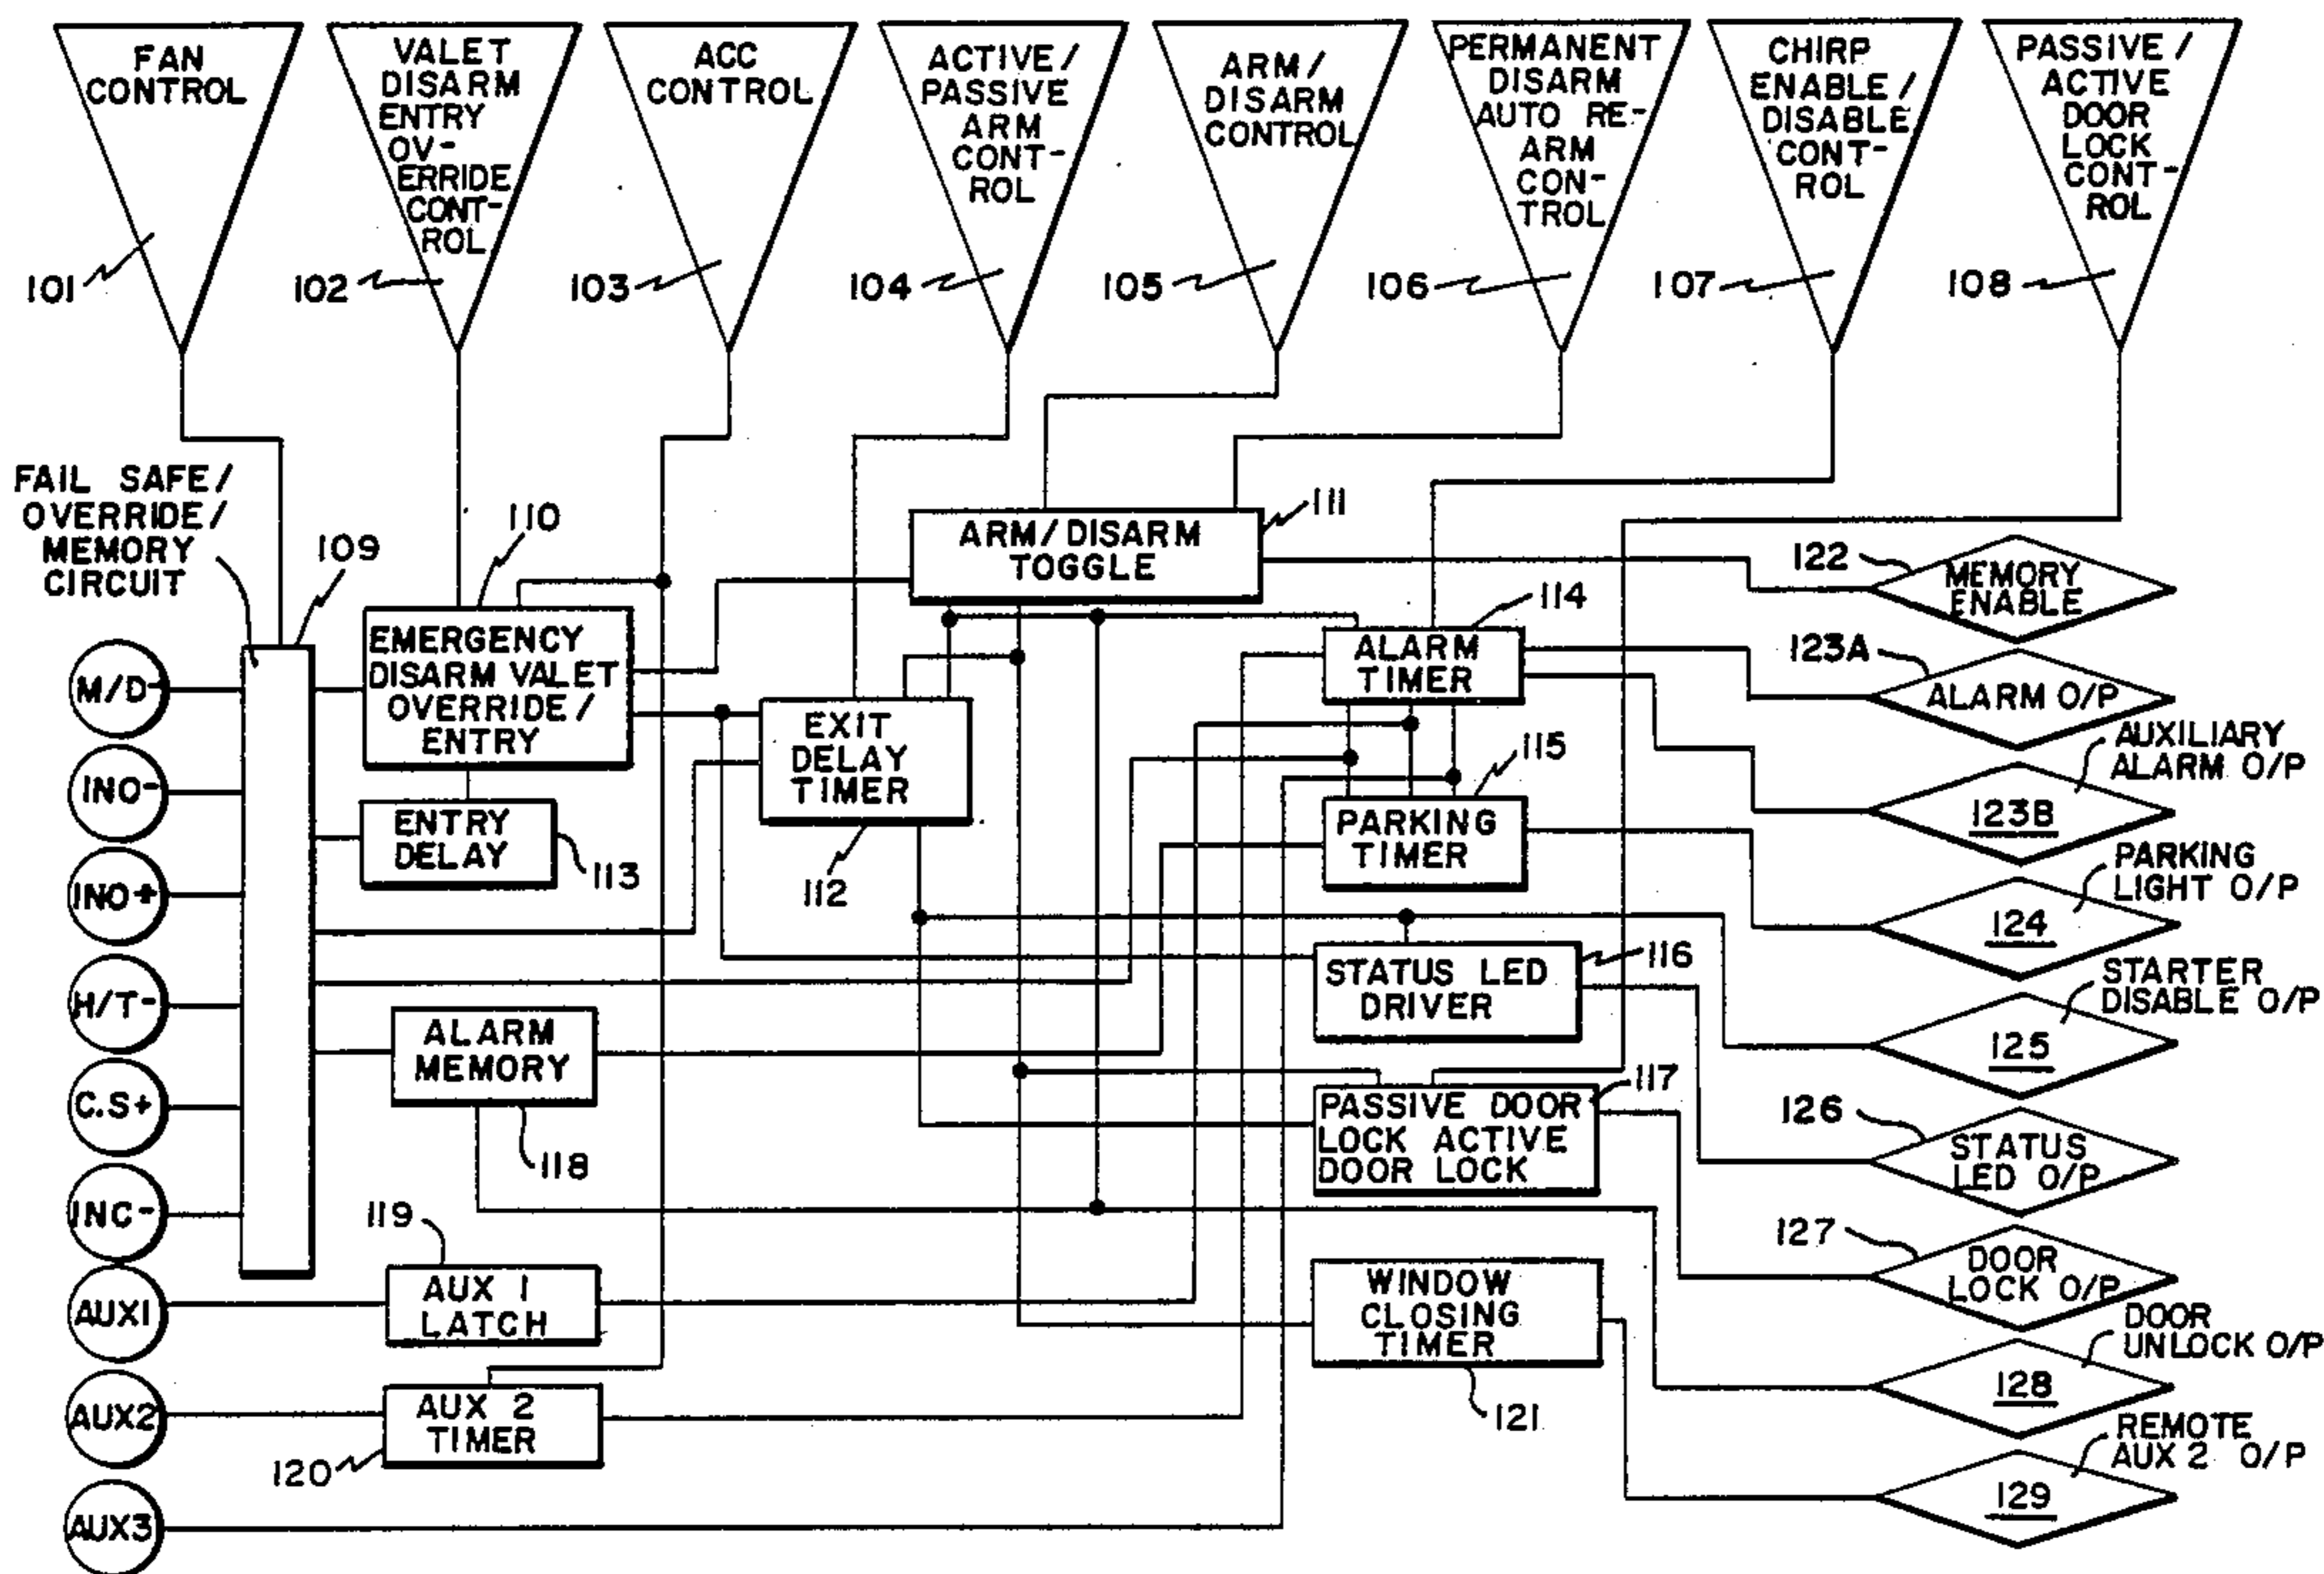 FAN
CONTROL
VALET
DISARM
ENTRY
OV-
ERRIDE
CONT-
ROL
ACC
CONTROL
ACTIVE/
PASSIVE
ARM
CONT-
ROL
ARM/
DISARM
CONTROL
PERMANENT
DISARM
AUTO RE-
ARM
CON-
TROL
CHIRP
ENABLE/
DISABLE
CONT-
ROL
PASSIVE/
ACTIVE
DOOR
LOCK
CONT-
ROL
101
102
103
104
105
106
107
108
FAIL SAFE/
OVERRIDE/
MEMORY
CIRCUIT
109
110
EMERGENCY
DISARM VALET
OVERRIDE/
ENTRY
ARM/DISARM
TOGGLE
111
EXIT
DELAY
TIMER
112
ENTRY
DELAY
113
ALARM
TIMER
114
PARKING
TIMER
115
STATUS LED
DRIVER
116
PASSIVE DOOR
LOCK ACTIVE
DOOR LOCK
117
ALARM
MEMORY
118
119
AUX 1
LATCH
AUX 2
TIMER
120
WINDOW
CLOSING
TIMER
121
M/D-
INO-
INO+
H/T-
C.S+
INC-
AUX1
AUX2
AUX3
122
MEMORY
ENABLE
123A
ALARM O/P
AUXILIARY
ALARM O/P
123B
PARKING
LIGHT O/P
124
STARTER
DISABLE O/P
125
126
STATUS
LED O/P
127
DOOR
LOCK O/P
DOOR
UNLOCK O/P
128
REMOTE
AUX 2 O/P
129